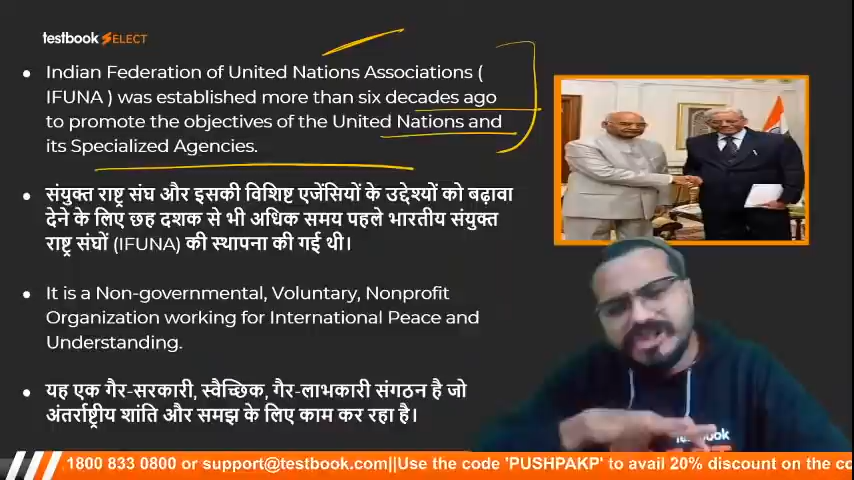 testbook SELECT
Indian Federation of United Nations Associations (
IFUNA ) was established more than six decades ago
to promote the objectives of the United Nations and
its Specialized Agencies.
संयुक्त राष्ट्र संघ और इसकी विशिष्ट एजेंसियों के उद्देश्यों को बढ़ावा
देने के लिए छह दशक से भी अधिक समय पहले भारतीय संयुक्त
राष्ट्र संघों (IFUNA) की स्थापना की गई थी।
It is a Non-governmental, Voluntary, Nonprofit
Organization working for International Peace and
Understanding.
यह एक गैर-सरकारी, स्वैच्छिक, गैर-लाभकारी संगठन है जो
अंतर्राष्ट्रीय शांति और समझ के लिए काम कर रहा है।
1800 833 0800 or support@testbook.com||Use the code 'PUSHPAKP' to avail 20% discount on the co